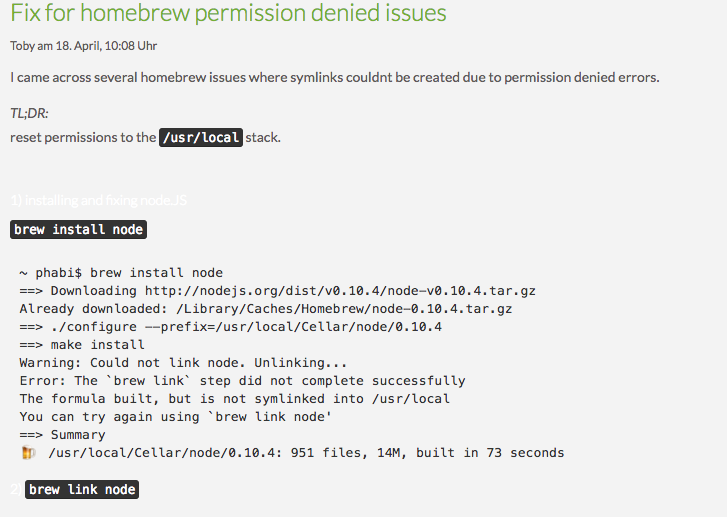 Fix for homebrew permission denied issues
Toby am 18. April, 10:08 Uhr
I came across several homebrew issues where symlinks couldnt be created due to permission denied errors.
TL;DR:
reset permissions to the /usr/local stack.
1) installing and fixing node.JS
brew install node
~ phabi$ brew install node
==> Downloading http://nodejs.org/dist/v0.10.4/node-v0.10.4.tar.gz
Already downloaded: /Library/Caches/Homebrew/node-0.10.4.tar.gz
==> ./configure --prefix=/usr/local/Cellar/node/0.10.4
==> make install
Warning: Could not link node. Unlinking...
Error: The `brew link` step did not complete successfully
The formula built, but is not symlinked into /usr/local
You can try again using `brew link node'
==> Summary
🍺 /usr/local/Cellar/node/0.10.4: 951 files, 14M, built in 73 seconds
2) brew link node